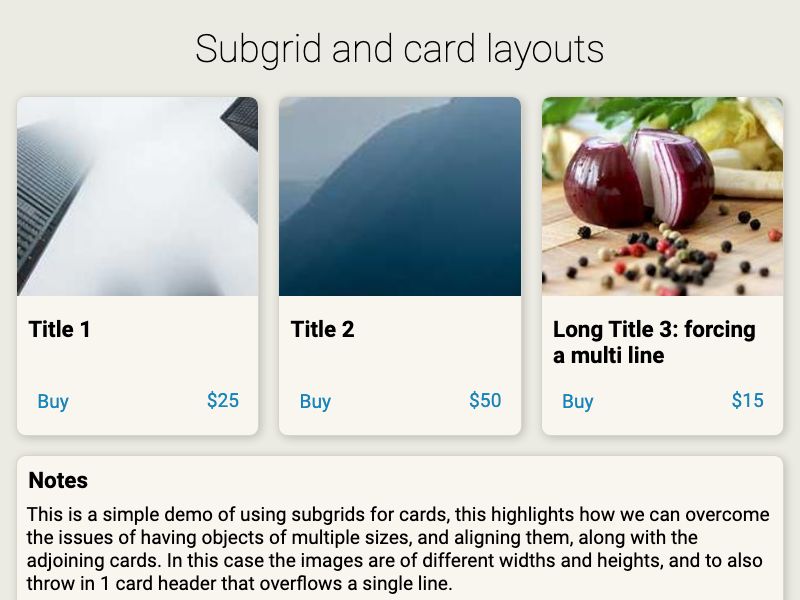 Subgrid and card layouts
Title 1
Title 2
Long Title 3: forcing
a multi line
Buy $25
Buy $50
Buy $15
Notes
This is a simple demo of using subgrids for cards, this highlights how we can overcome
the issues of having objects of multiple sizes, and aligning them, along with the
adjoining cards. In this case the images are of different widths and heights, and to also
throw in 1 card header that overflows a single line.